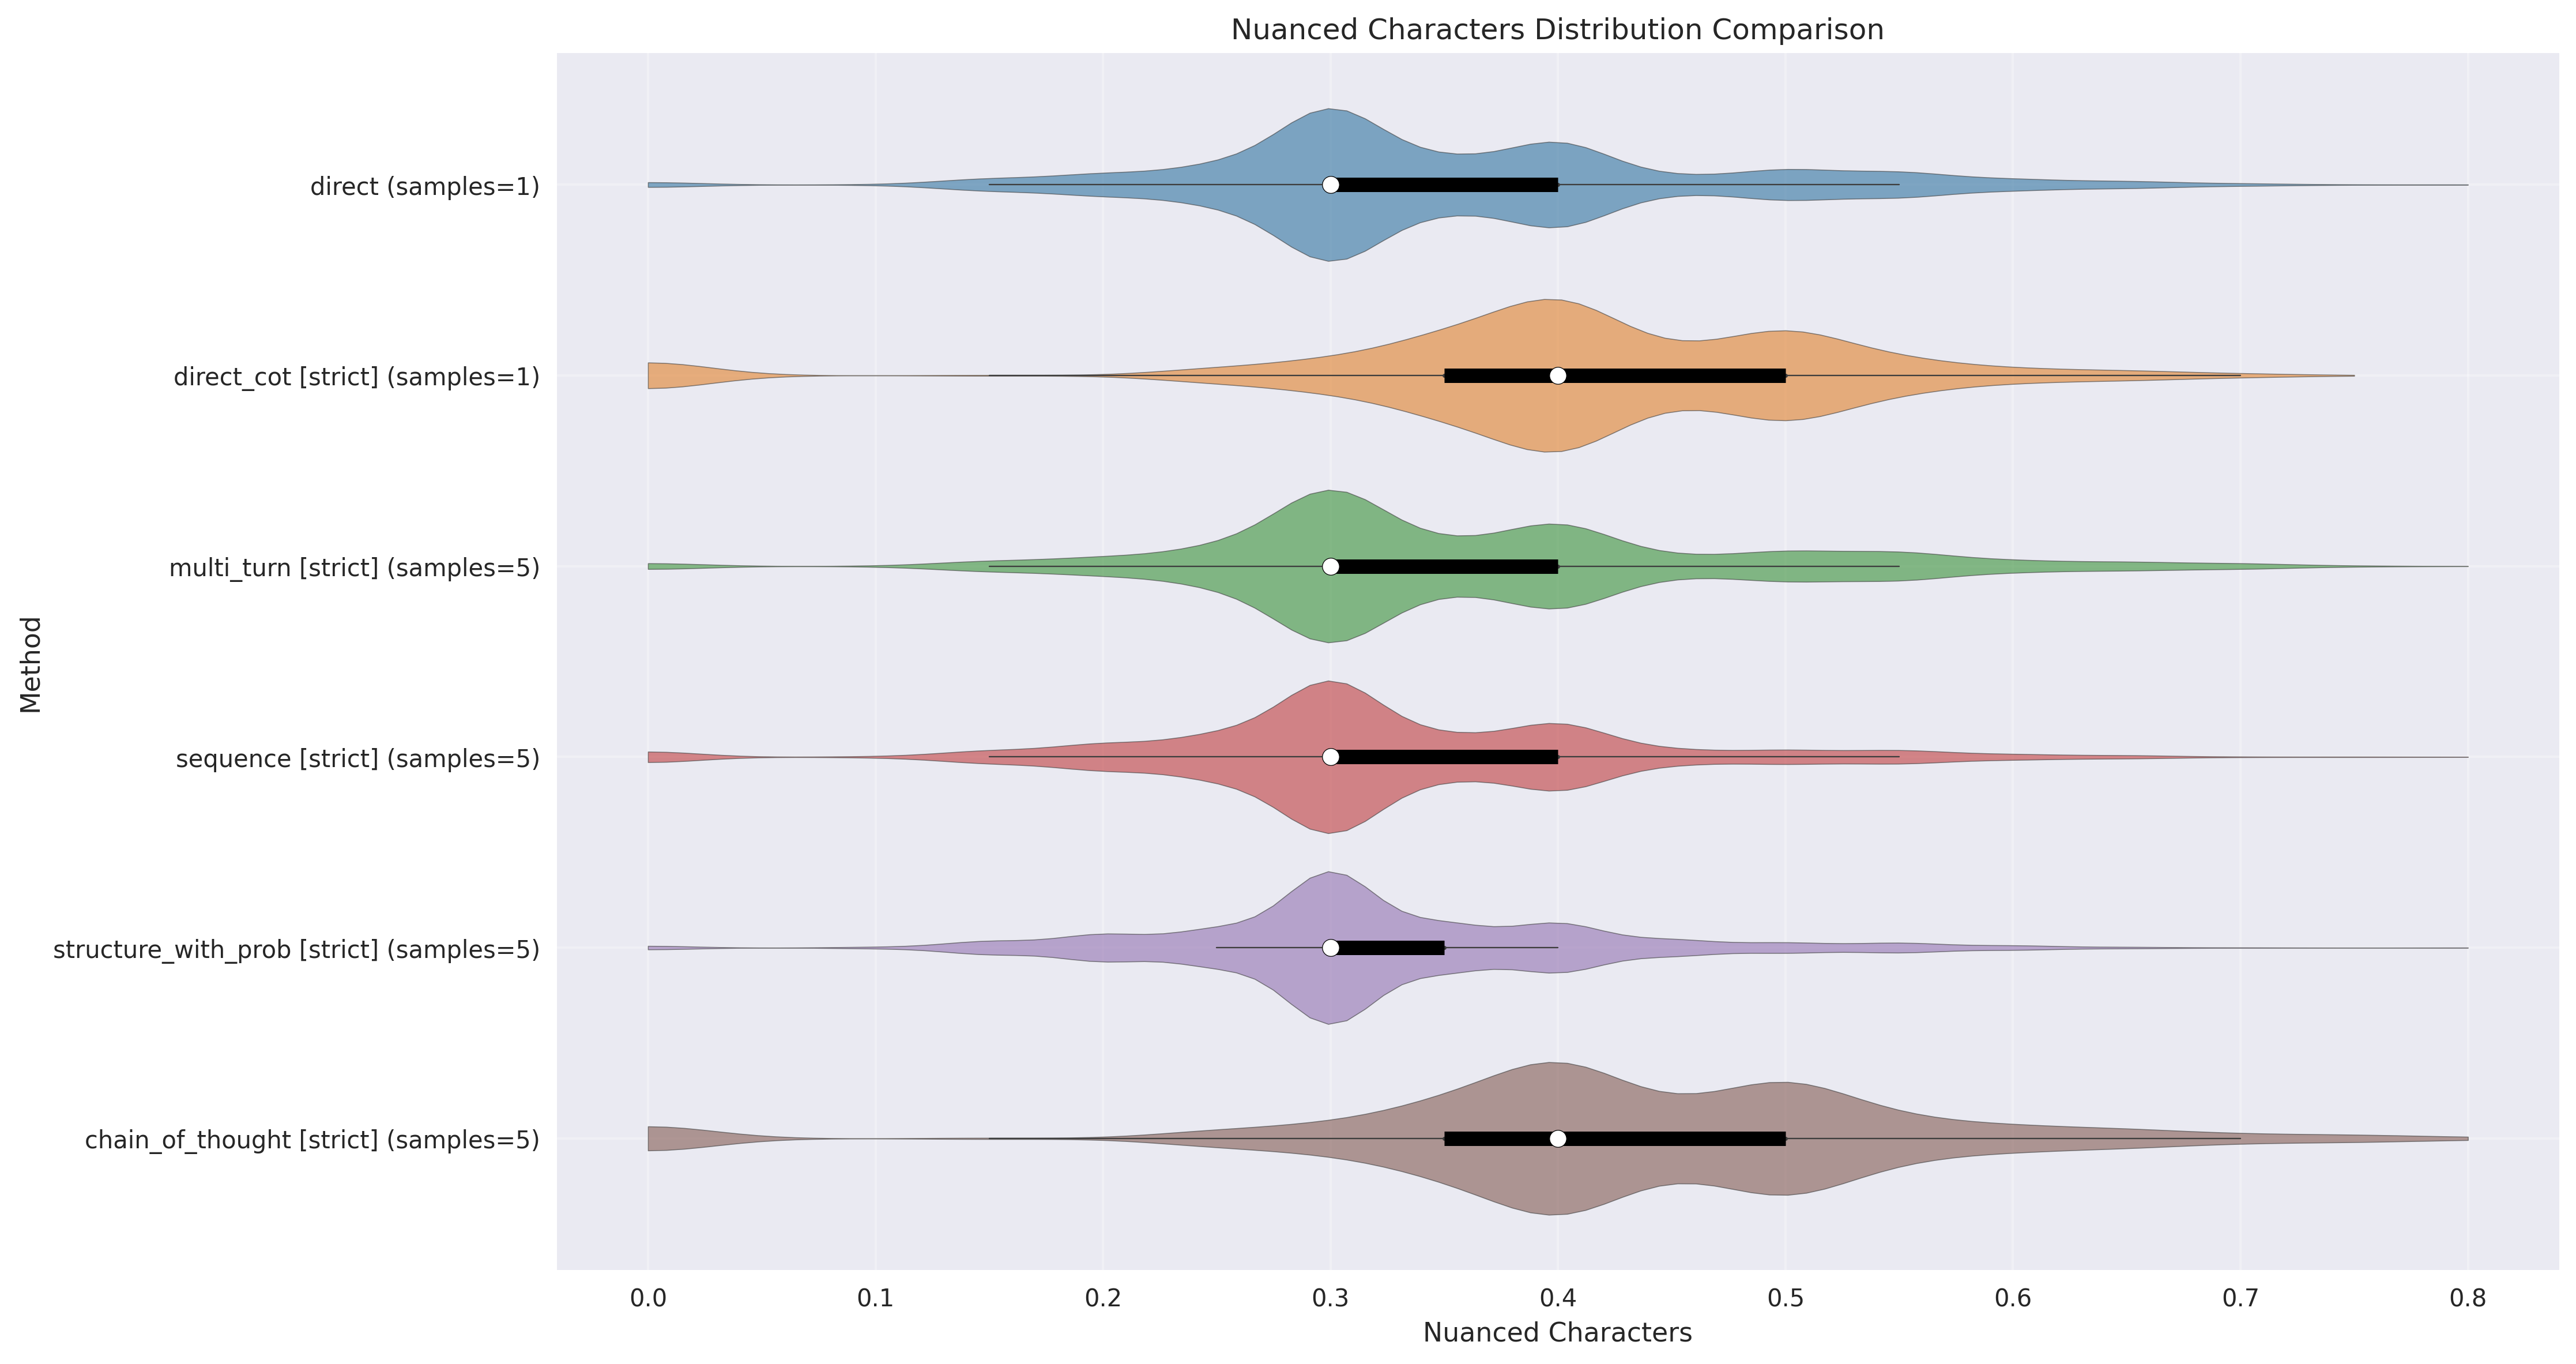 Nuanced Characters Distribution Comparison
direct (samples=1)
direct_cot [strict] (samples=1)
multi_turn [strict] (samples=5)
sequence [strict] (samples=5)
structure_with_prob [strict] (samples=5)
chain_of_thought [strict] (samples=5)
Method
0.0 0.1 0.2 0.3 0.4 0.5 0.6 0.7 0.8
Nuanced Characters